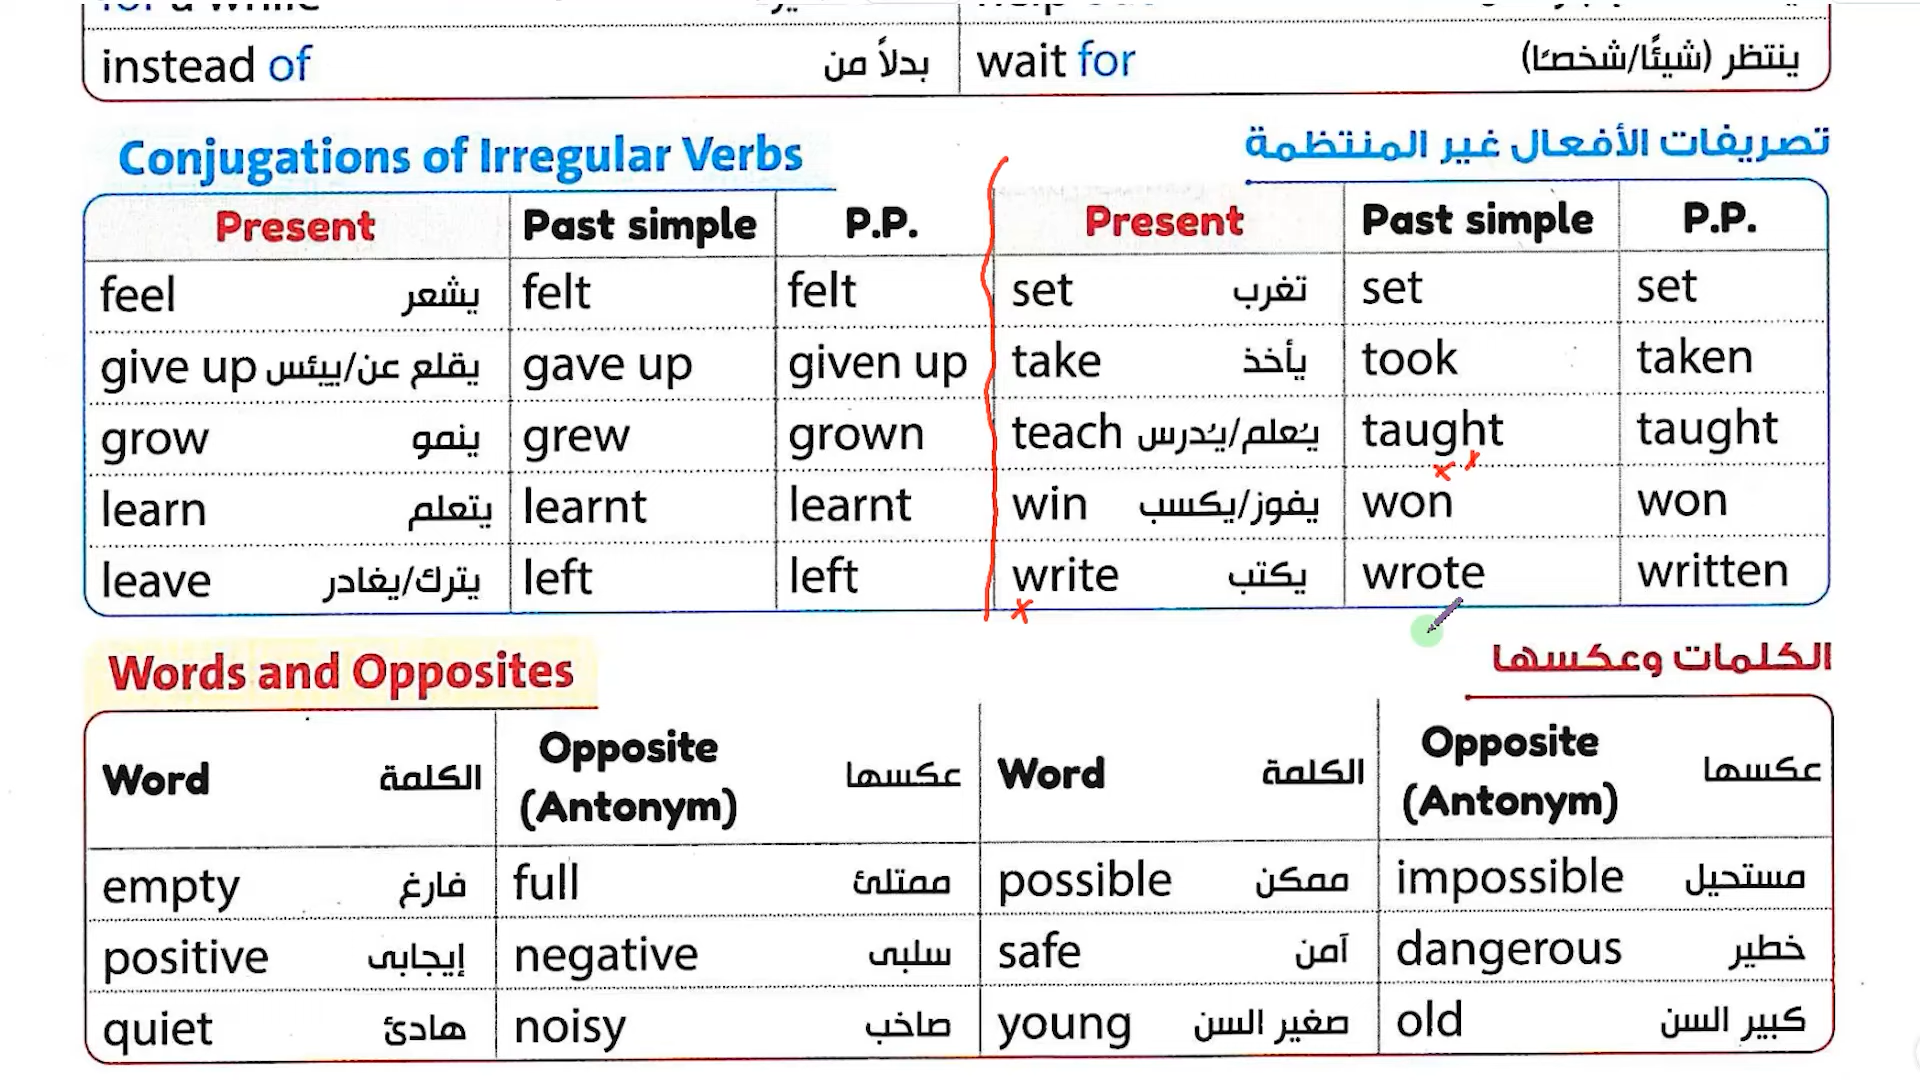 instead of بدلاً من wait for ينتظر (شيئًا/شخصًا)
Conjugations of Irregular Verbs تصريفات الأفعال غير المنتظمة
Present Past simple P.P. Present Past simple P.P.
feel يشعر felt felt set تغرب set set
give up يقلع عن/ييئس gave up given up take يأخذ took taken
grow ينمو grew grown teach يُعلم/يُدرس taught taught
learn يتعلم learnt learnt win يفوز/يكسب won won
leave يترك/يغادر left left write يكتب wrote written
Words and Opposites الكلمات وعكسها
Word الكلمة Opposite (Antonym) عكسها Word الكلمة Opposite (Antonym) عكسها
empty فارغ full ممتلئ possible ممكن impossible مستحيل
positive إيجابى negative سلبى safe آمن dangerous خطير
quiet هادئ noisy صاخب young صغير السن old كبير السن